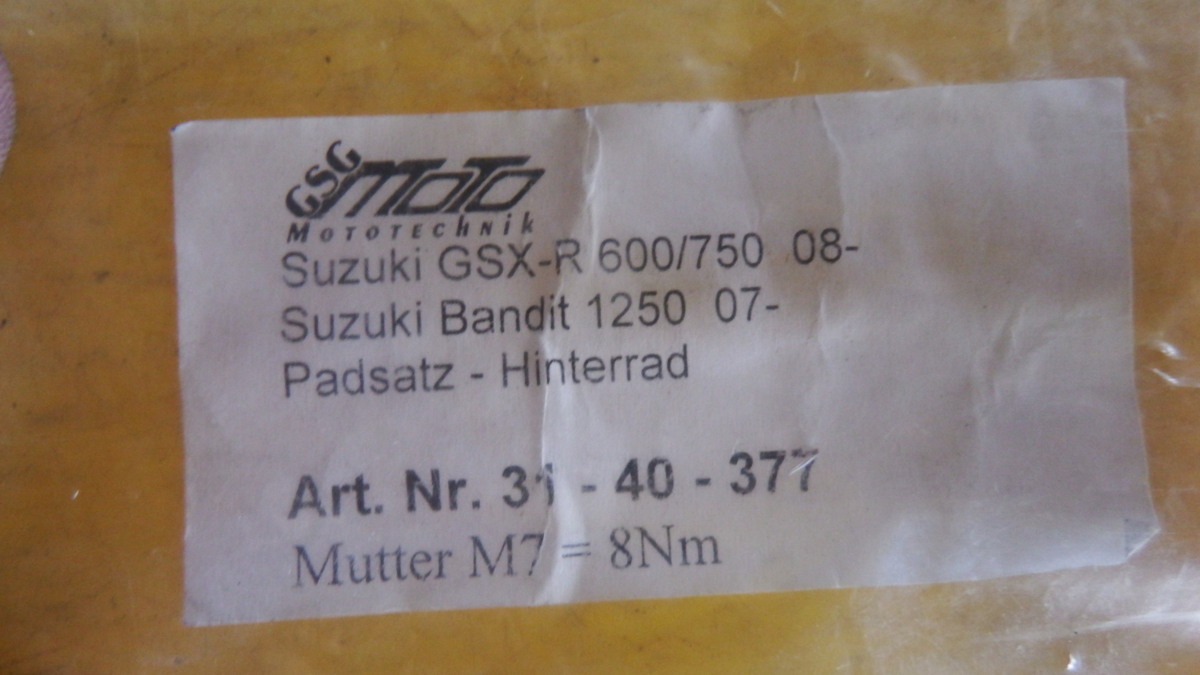 GSG MOTO
MOTOTECHNIK
Suzuki GSX-R 600/750 08-
Suzuki Bandit 1250 07-
Padsatz - Hinterrad
Art. Nr. 31 - 40 - 377
Mutter M7 = 8Nm